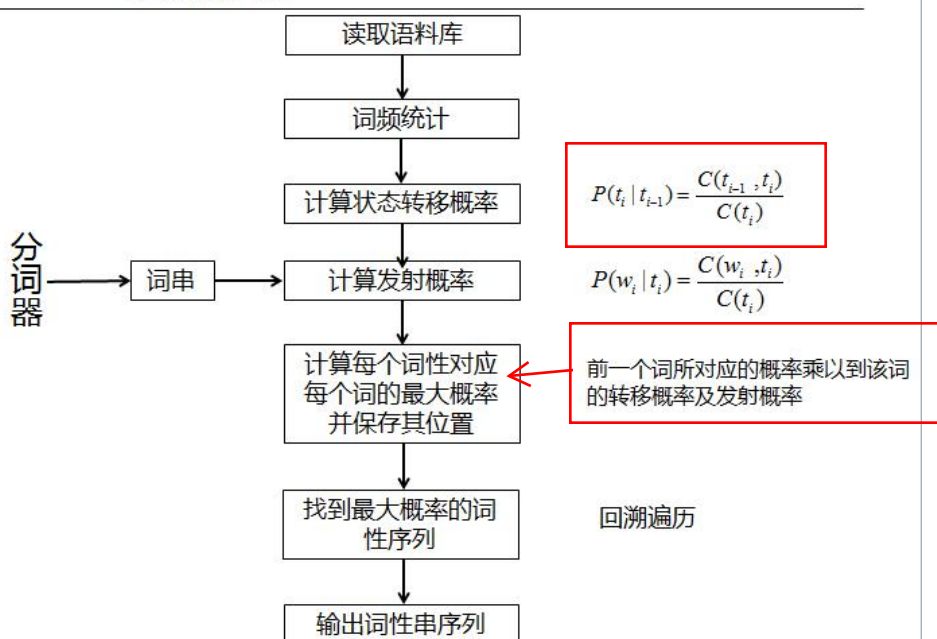 读取语料库
词频统计
计算状态转移概率
P(t_i | t_{i-1}) = C(t_{i-1} ,t_i) / C(t_i)
分词器
词串
计算发射概率
P(w_i | t_i) = C(w_i ,t_i) / C(t_i)
计算每个词性对应
每个词的最大概率
并保存其位置
前一个词所对应的概率乘以到该词
的转移概率及发射概率
找到最大概率的词
性序列
回溯遍历
输出词性串序列